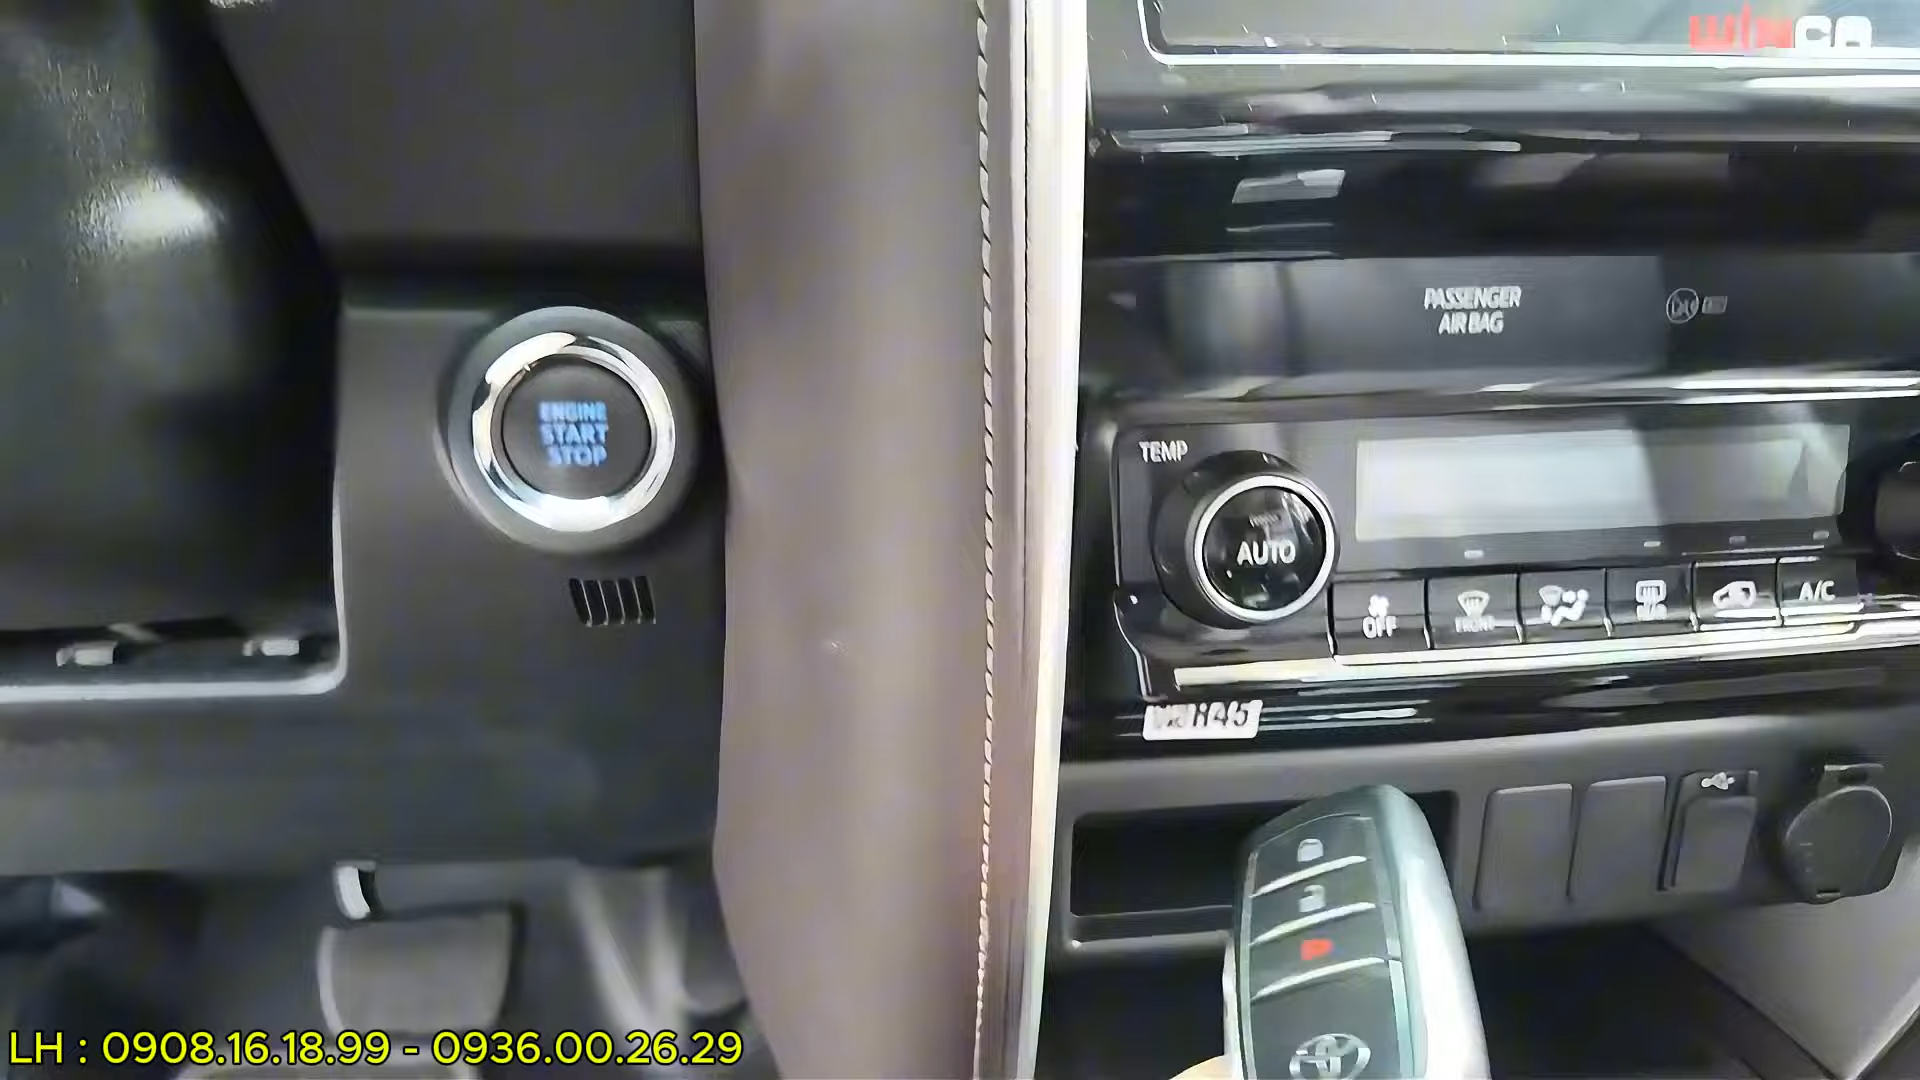 ENGINE
START
STOP
PASSENGER
AIR BAG
TEMP
AUTO
OFF
FRONT
A/C
LH : 0908.16.18.99 - 0936.00.26.29